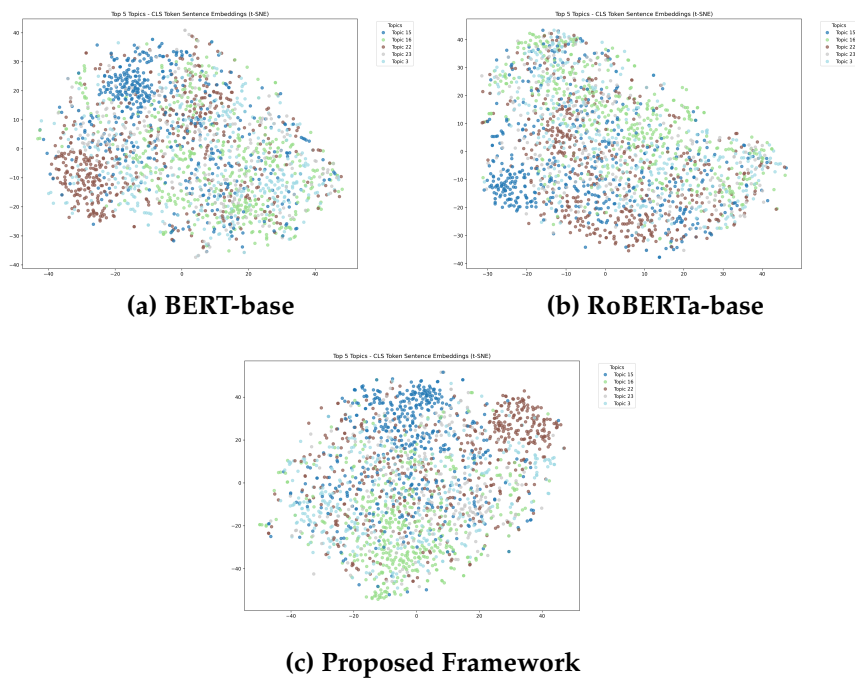 Top 5 Topics - CLS Token Sentence Embeddings (t-SNE)
Topics
Topic 15
Topic 16
Topic 22
Topic 23
Topic 3
40
30
20
10
0
−10
−20
−30
−40
−40
−20
0
20
40
(a) BERT-base
Top 5 Topics - CLS Token Sentence Embeddings (t-SNE)
Topics
Topic 15
Topic 16
Topic 22
Topic 23
Topic 3
40
30
20
10
0
−10
−20
−30
−40
−30
−20
−10
0
10
20
30
40
(b) RoBERTa-base
Top 5 Topics - CLS Token Sentence Embeddings (t-SNE)
Topics
Topic 15
Topic 16
Topic 22
Topic 23
Topic 3
40
20
0
−20
−40
−40
−20
0
20
40
(c) Proposed Framework